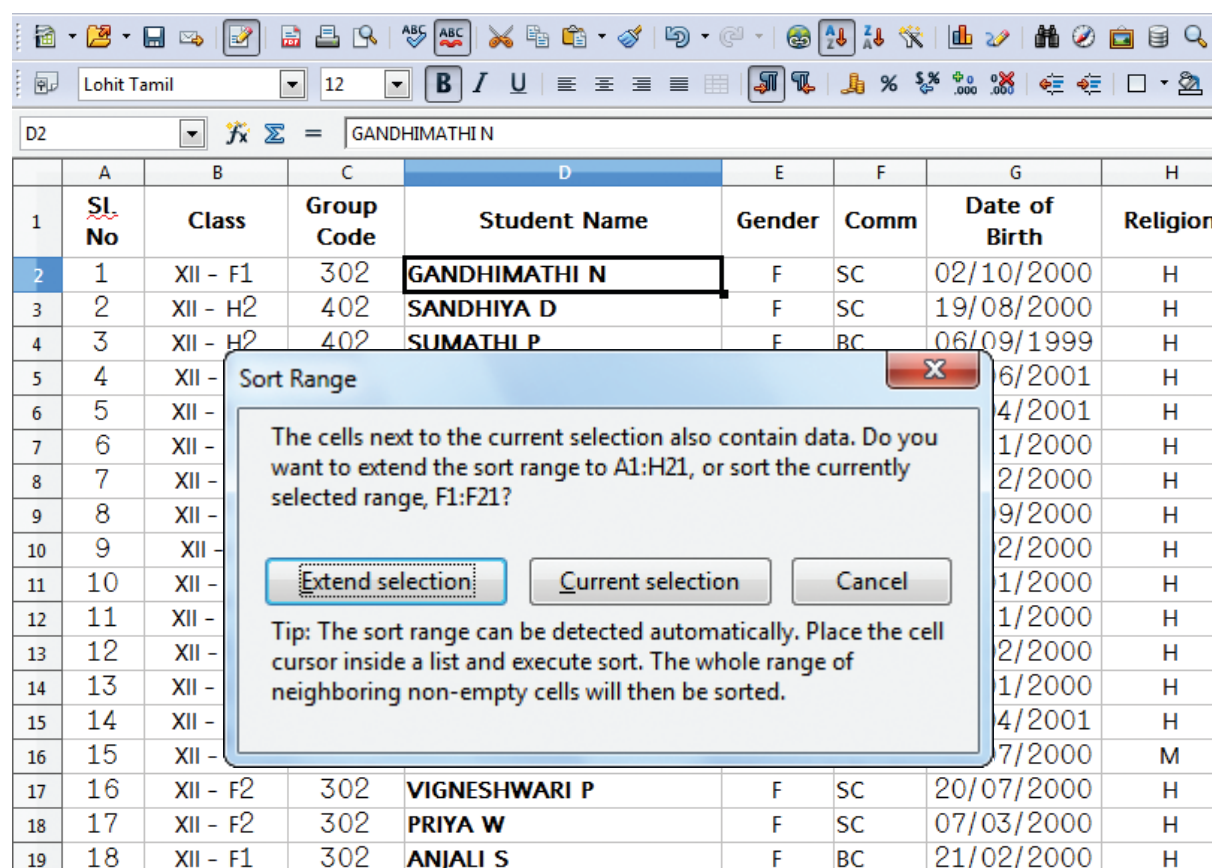 ABC ABC
Lohit Tamil 12 B I U %
D2 = GANDHIMATHI N
A B C D E F G H
1 Sl. No Class Group Code Student Name Gender Comm Date of Birth Religion
2 1 XII - F1 302 GANDHIMATHI N F SC 02/10/2000 H
3 2 XII - H2 402 SANDHIYA D F SC 19/08/2000 H
4 3 XII - H2 402 SUMATHI P F BC 06/09/1999 H
Sort Range
5 4 XII - 6/2001 H
6 5 XII - 4/2001 H
The cells next to the current selection also contain data. Do you
want to extend the sort range to A1:H21, or sort the currently
selected range, F1:F21?
7 6 XII - 1/2000 H
8 7 XII - 2/2000 H
9 8 XII - 9/2000 H
10 9 XII - 2/2000 H
Extend selection Current selection Cancel
11 10 XII - 1/2000 H
12 11 XII - 1/2000 H
Tip: The sort range can be detected automatically. Place the cell
cursor inside a list and execute sort. The whole range of
neighboring non-empty cells will then be sorted.
13 12 XII - 2/2000 H
14 13 XII - 1/2000 H
15 14 XII - 4/2001 H
16 15 XII - 7/2000 M
17 16 XII - F2 302 VIGNESHWARI P F SC 20/07/2000 H
18 17 XII - F2 302 PRIYA W F SC 07/03/2000 H
19 18 XII - F1 302 ANJALI S F BC 21/02/2000 H